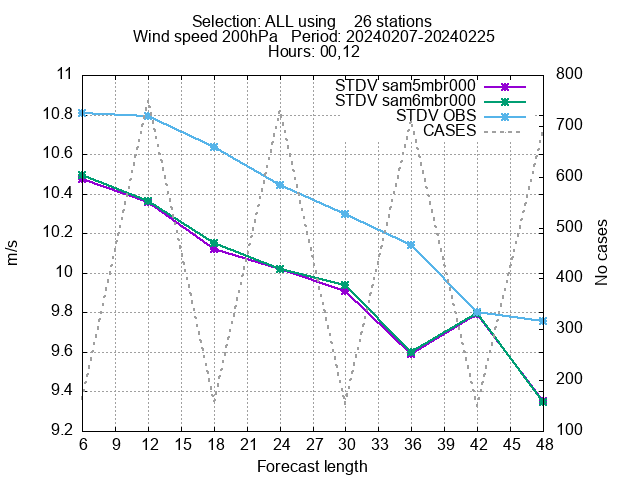 Selection: ALL using    26 stations
Wind speed 200hPa   Period: 20240207-20240225
Hours: 00,12
STDV sam5mbr000
STDV sam6mbr000
STDV OBS
CASES
11
10.8
10.6
10.4
10.2
10
9.8
9.6
9.4
9.2
m/s
800
700
600
500
400
300
200
100
No cases
6 9 12 15 18 21 24 27 30 33 36 39 42 45 48
Forecast length